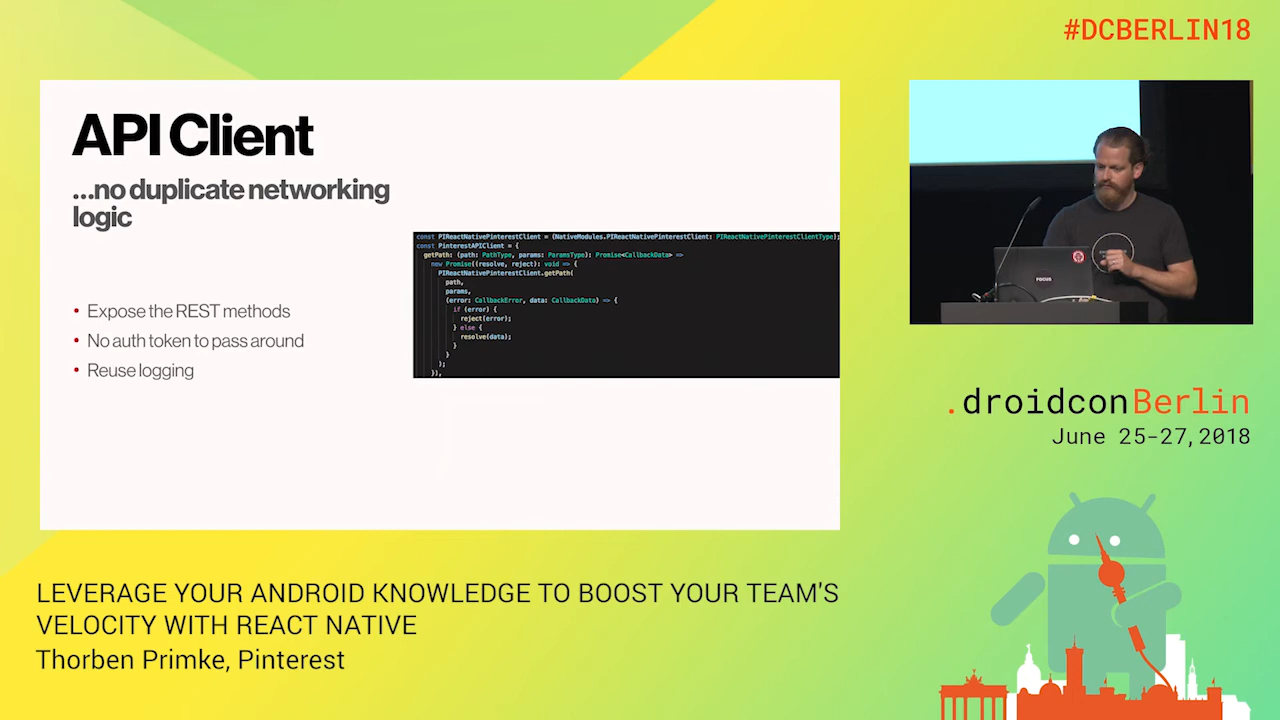 #DCBERLIN18
API Client
...no duplicate networking
logic
• Expose the REST methods
• No auth token to pass around
• Reuse logging
const PIReactNativePinterestClient = (NativeModules.PIReactNativePinterestClient: PIReactNativePinterestClientType);
const PinterestAPIClient = {
getPath: (path: PathType, params: ParamsType): Promise<CallbackData> =>
new Promise((resolve, reject): void => {
PIReactNativePinterestClient.getPath(
path,
params,
(error: CallbackError, data: CallbackData) => {
if (error) {
reject(error);
} else {
resolve(data);
}
}
);
}),
FOCUS
.droidconBerlin
June 25-27, 2018
LEVERAGE YOUR ANDROID KNOWLEDGE TO BOOST YOUR TEAM'S
VELOCITY WITH REACT NATIVE
Thorben Primke, Pinterest